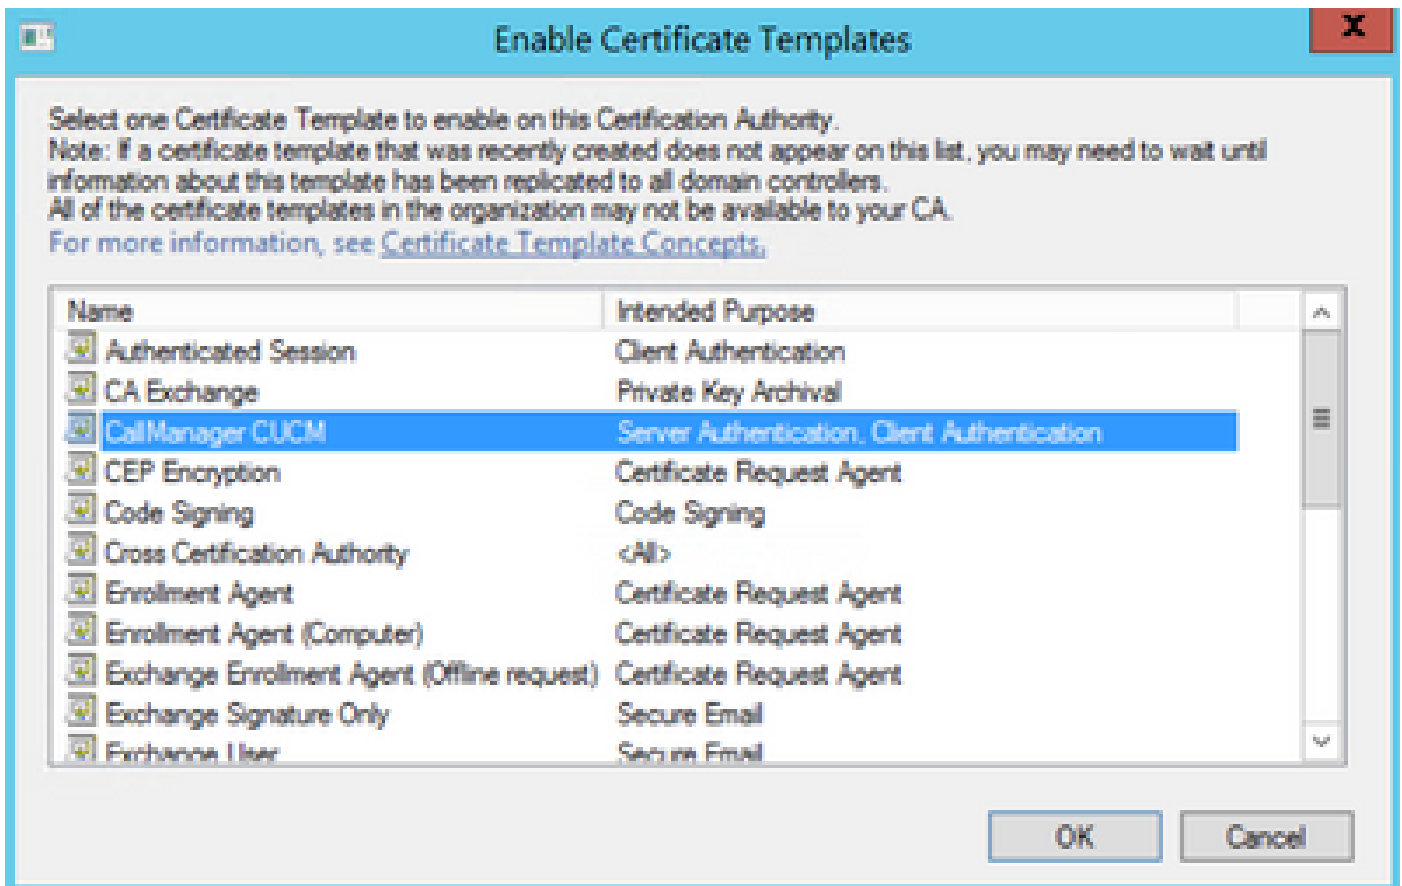 Enable Certificate Templates
X
Select one Certificate Template to enable on this Certification Authority.
Note: If a certificate template that was recently created does not appear on this list, you may need to wait until
information about this template has been replicated to all domain controllers.
All of the certificate templates in the organization may not be available to your CA.
For more information, see Certificate Template Concepts.
Name Intended Purpose
Authenticated Session Client Authentication
CA Exchange Private Key Archival
CallManager CUCM Server Authentication, Client Authentication
CEP Encryption Certificate Request Agent
Code Signing Code Signing
Cross Certification Authority <All>
Enrollment Agent Certificate Request Agent
Enrollment Agent (Computer) Certificate Request Agent
Exchange Enrollment Agent (Offline request) Certificate Request Agent
Exchange Signature Only Secure Email
Exchange User Secure Email
OK Cancel